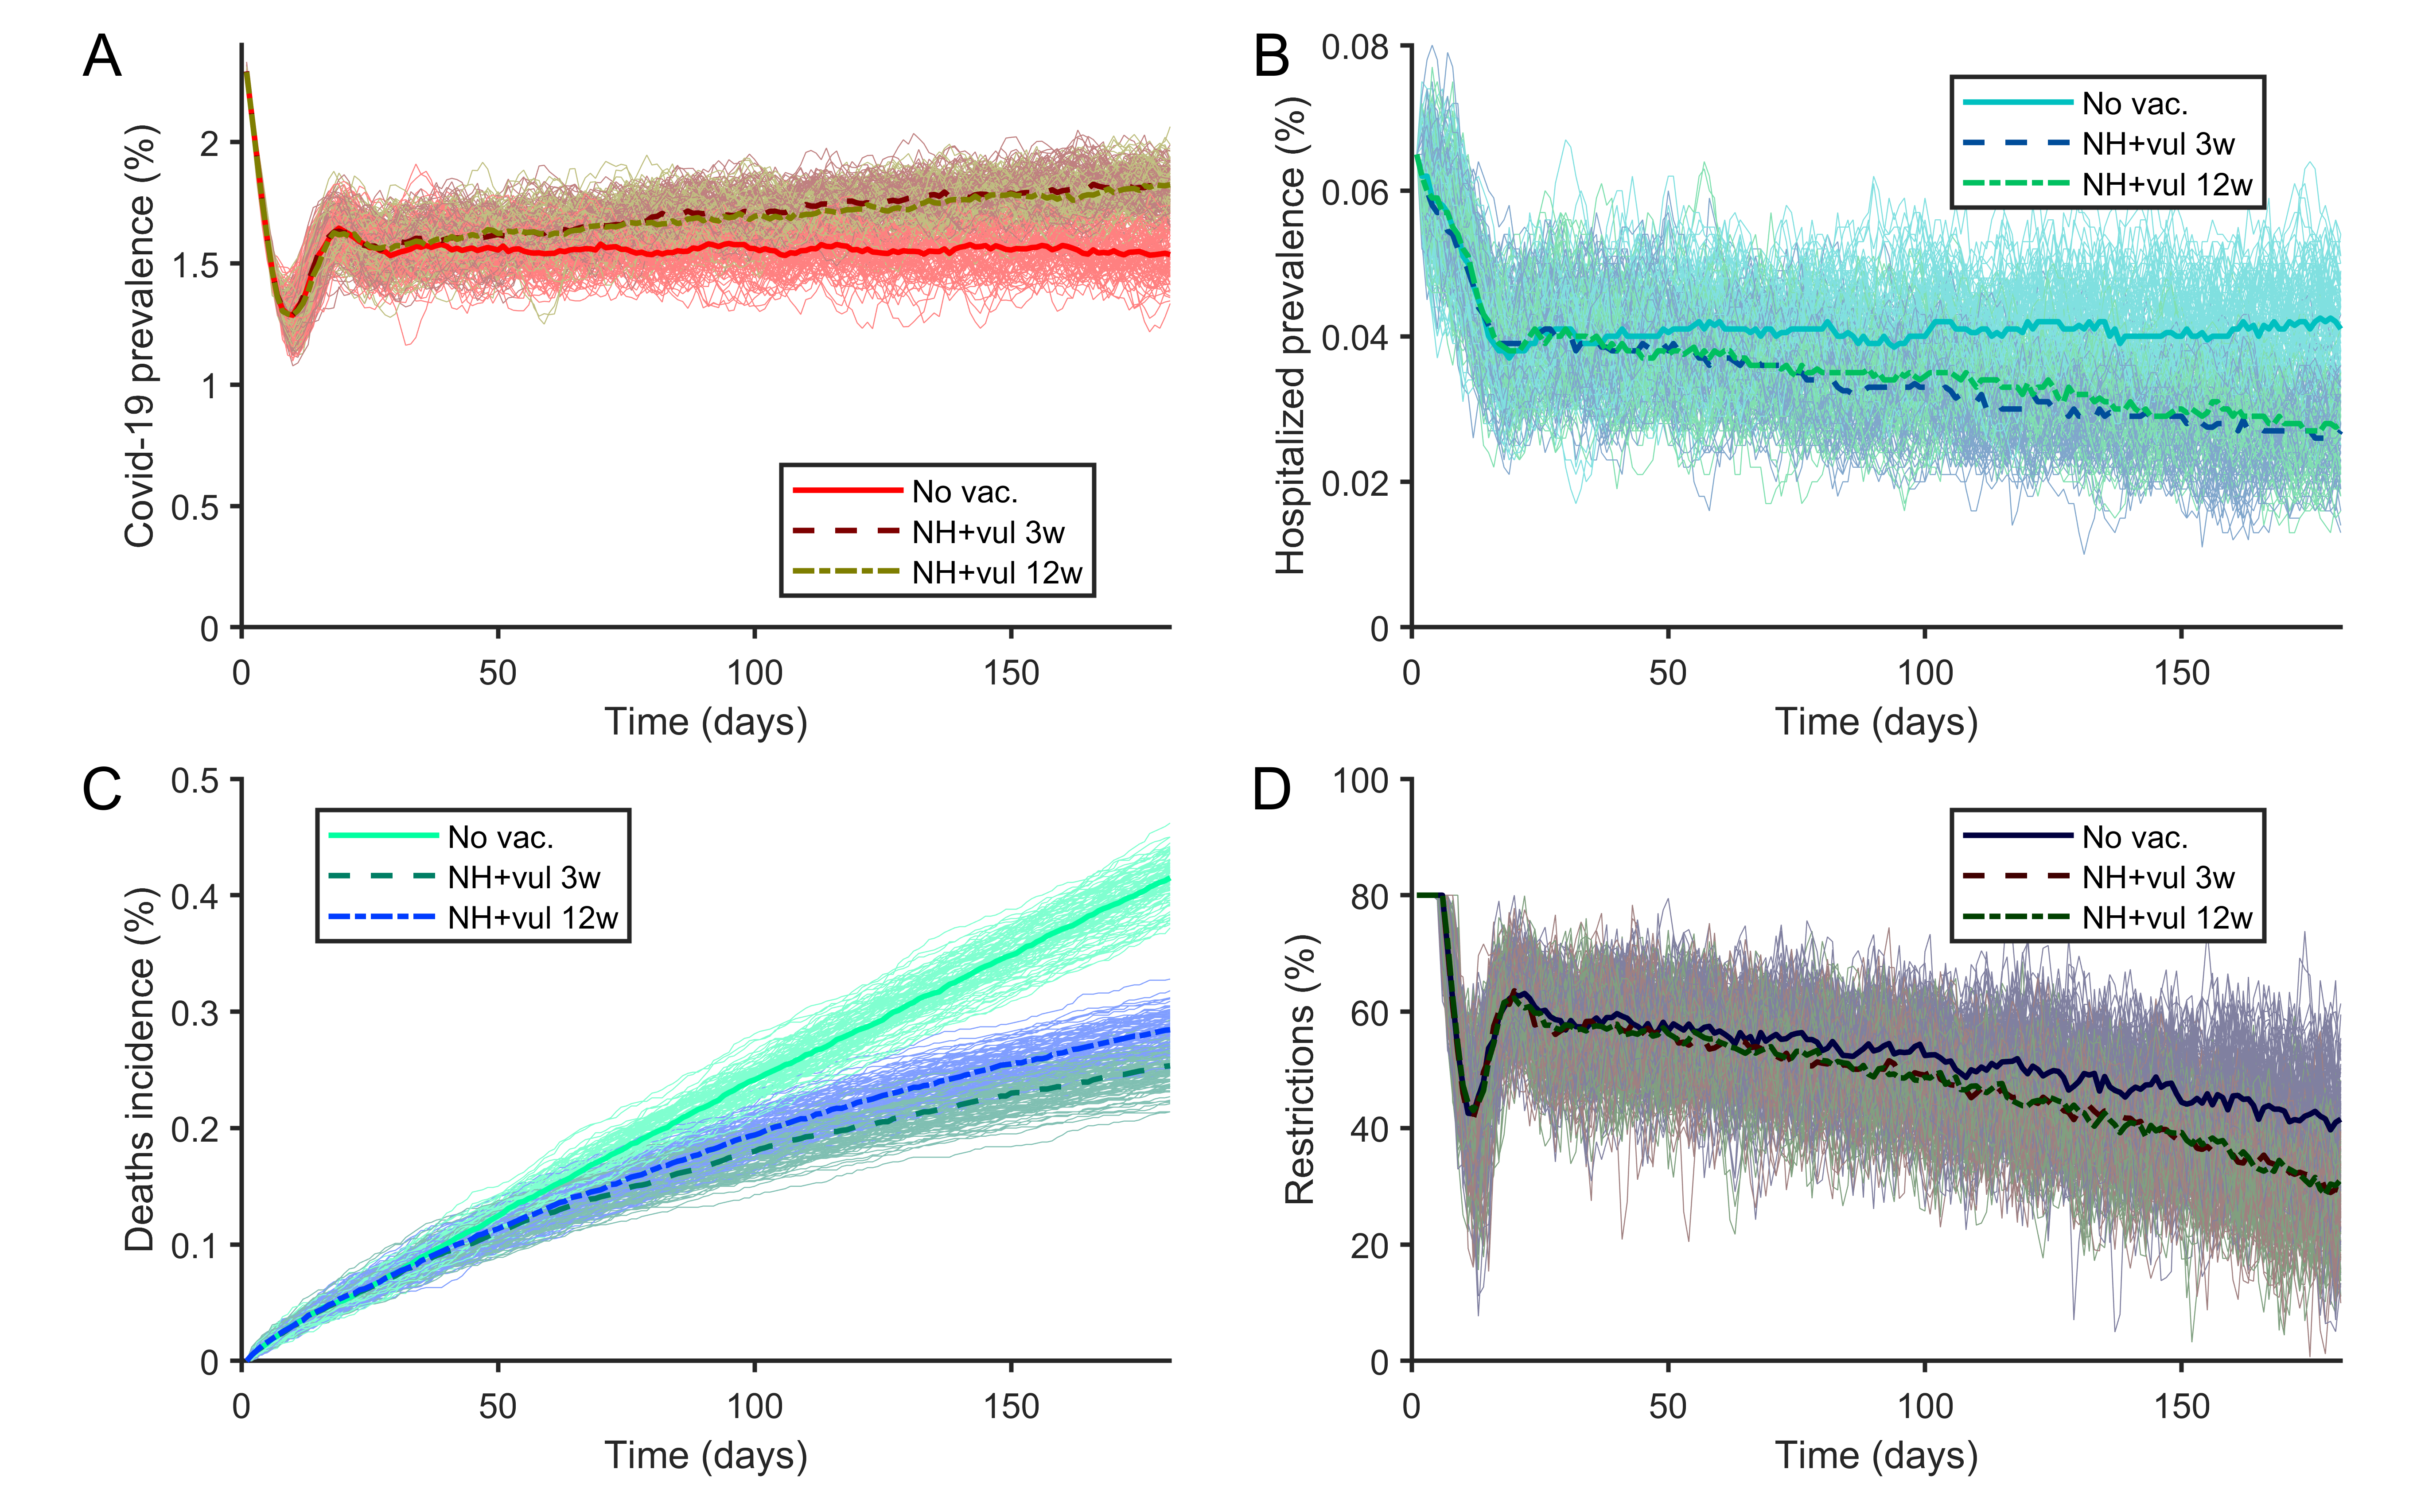 A
Covid-19 prevalence (%)
2
1.5
1
0.5
0
0 50 100 150
Time (days)
No vac.
NH+vul 3w
NH+vul 12w
B
Hospitalized prevalence (%)
0.08
0.06
0.04
0.02
0
0 50 100 150
Time (days)
No vac.
NH+vul 3w
NH+vul 12w
C
Deaths incidence (%)
0.5
0.4
0.3
0.2
0.1
0
0 50 100 150
Time (days)
No vac.
NH+vul 3w
NH+vul 12w
D
Restrictions (%)
100
80
60
40
20
0
0 50 100 150
Time (days)
No vac.
NH+vul 3w
NH+vul 12w